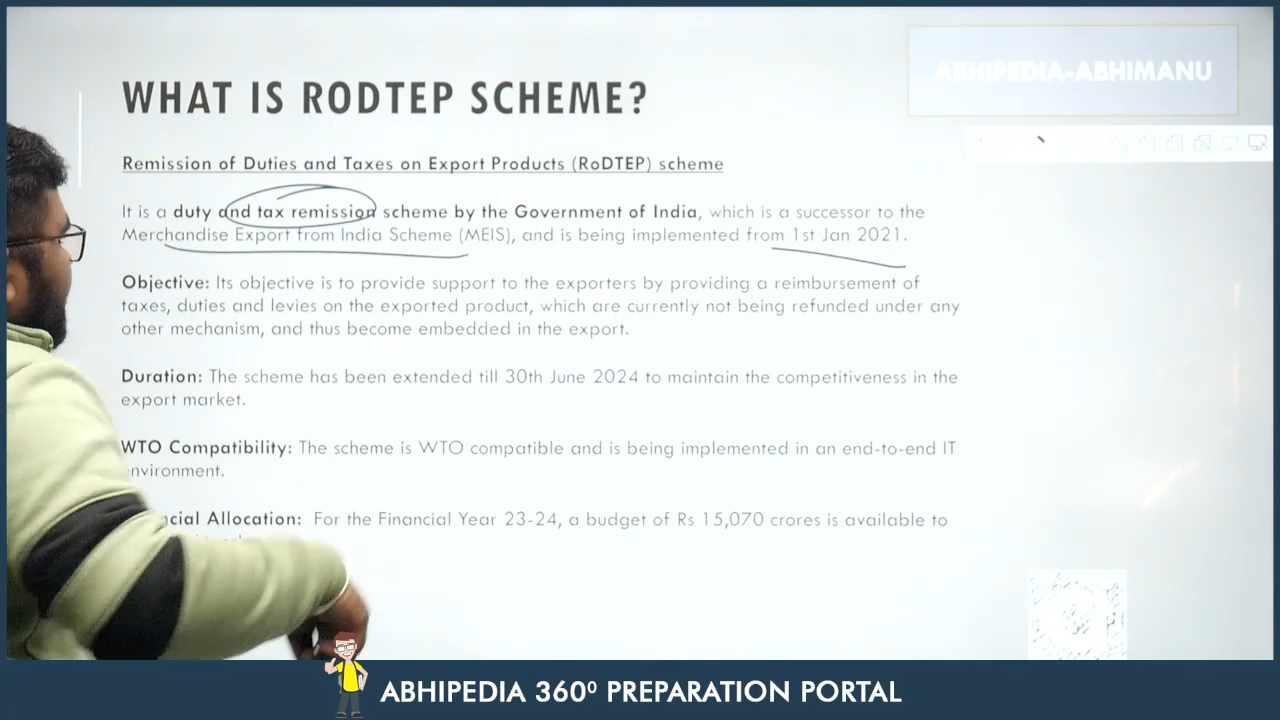 ABHIPEDIA-ABHIMANU
WHAT IS RODTEP SCHEME?
Remission of Duties and Taxes on Export Products (RoDTEP) scheme
It is a duty and tax remission scheme by the Government of India, which is a successor to the
Merchandise Export from India Scheme (MEIS), and is being implemented from 1st Jan 2021.
Objective: Its objective is to provide support to the exporters by providing a reimbursement of
taxes, duties and levies on the exported product, which are currently not being refunded under any
other mechanism, and thus become embedded in the export.
Duration: The scheme has been extended till 30th June 2024 to maintain the competitiveness in the
export market.
WTO Compatibility: The scheme is WTO compatible and is being implemented in an end-to-end IT
nvironment.
ncial Allocation: For the Financial Year 23-24, a budget of Rs 15,070 crores is available to
ABHIPEDIA 360⁰ PREPARATION PORTAL